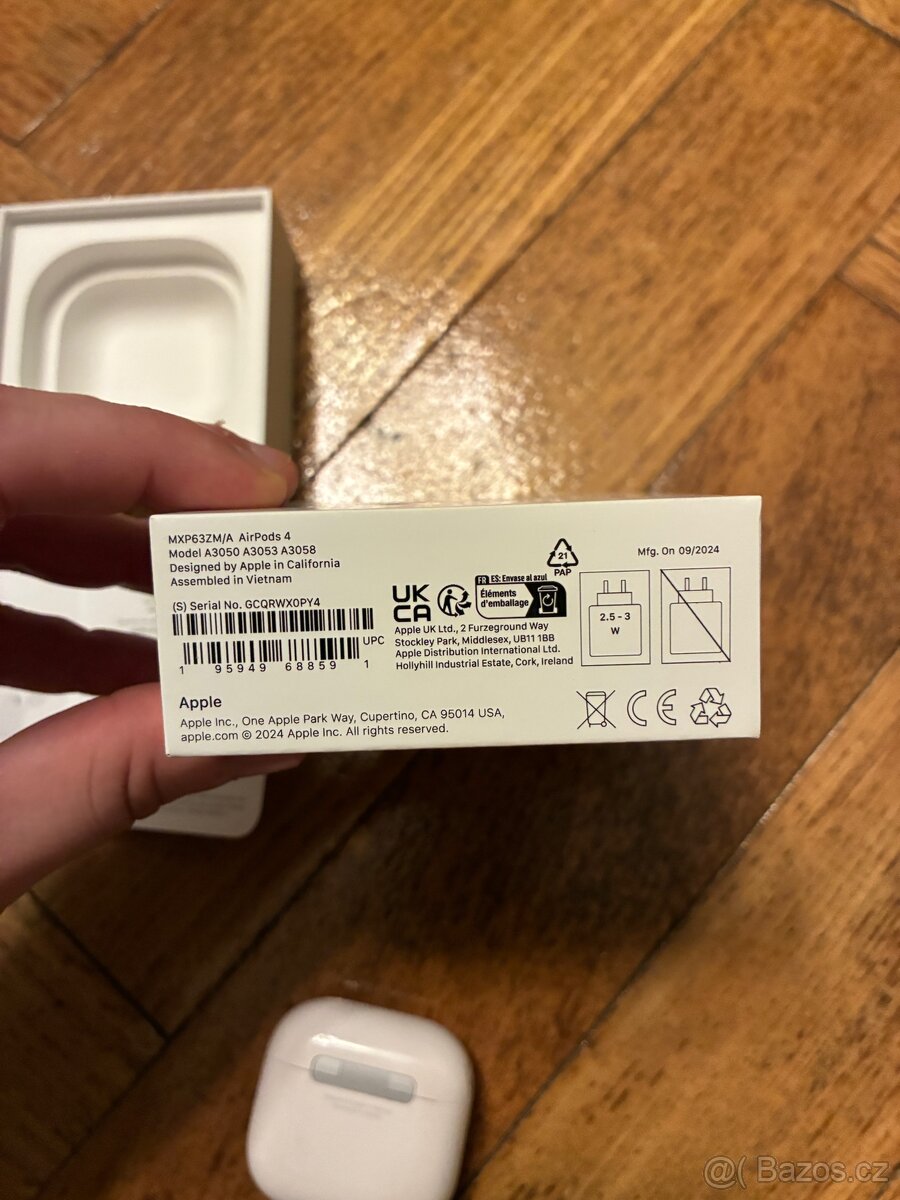 MXP63ZM/A AirPods 4
Model A3050 A3053 A3058
Designed by Apple in California
Assembled in Vietnam
(S) Serial No. GCQRWX0PY4
UPC
1 95949 68859 1
Apple
Apple Inc., One Apple Park Way, Cupertino, CA 95014 USA,
apple.com © 2024 Apple Inc. All rights reserved.
UK
CA
FR ES: Envase al azul
Éléments
d'emballage
Apple UK Ltd., 2 Furzeground Way
Stockley Park, Middlesex, UB11 1BB
Apple Distribution International Ltd.
Hollyhill Industrial Estate, Cork, Ireland
21
PAP
Mfg. On 09/2024
2.5 - 3
W
CE
@( Bazos.cz